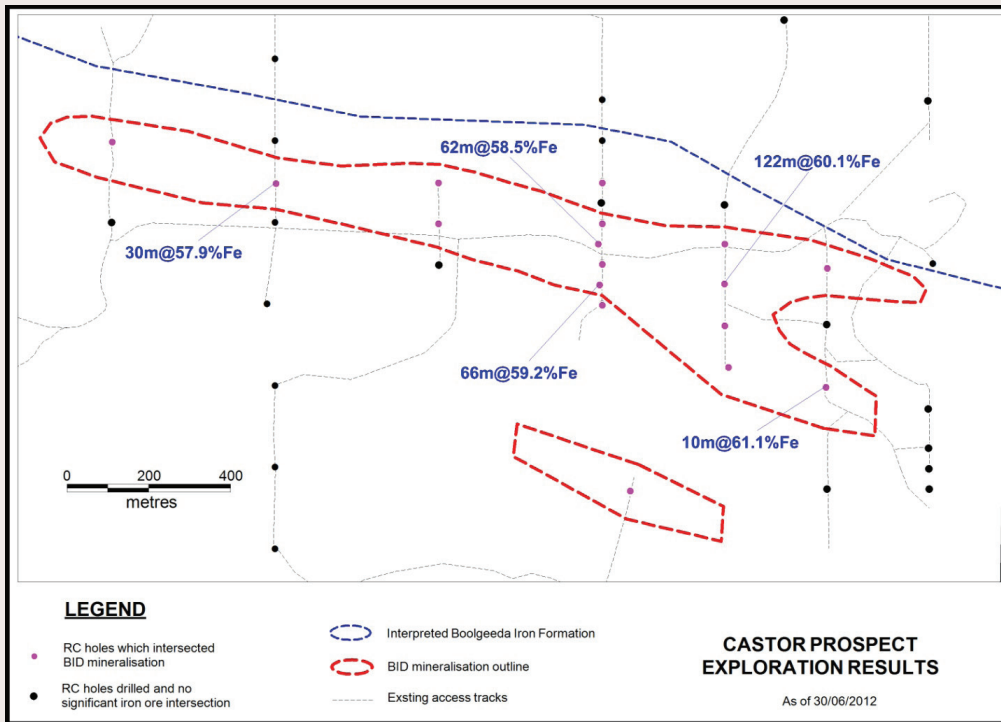 62m@58.5%Fe
122m@60.1%Fe
30m@57.9%Fe
66m@59.2%Fe
10m@61.1%Fe
0 200 400
metres
LEGEND
RC holes which intersected
BID mineralisation
RC holes drilled and no
significant iron ore intersection
Interpreted Boolgeeda Iron Formation
BID mineralisation outline
Exsting access tracks
CASTOR PROSPECT
EXPLORATION RESULTS
As of 30/06/2012